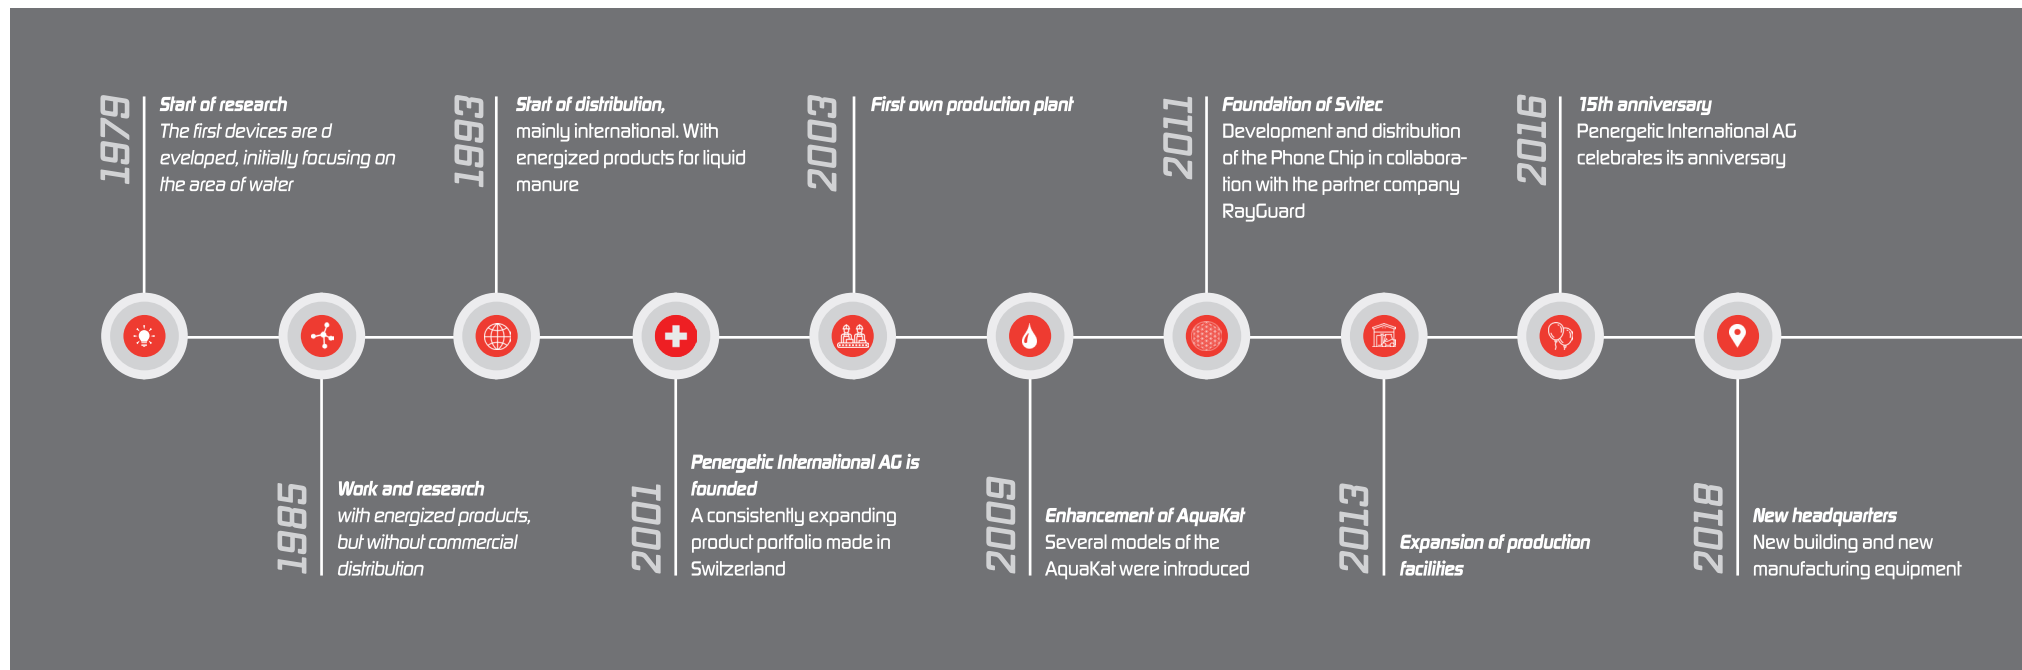 1979
Start of research
The first devices are d
eveloped, initially focusing on
the area of water
1985
Work and research
with energized products,
but without commercial
distribution
1993
Start of distribution,
mainly international. With
energized products for liquid
manure
2001
Penergetic International AG is
founded
A consistently expanding
product portfolio made in
Switzerland
2003
First own production plant
2009
Enhancement of AquaKat
Several models of the
AquaKat were introduced
2011
Foundation of Svitec
Development and distribution
of the Phone Chip in collabora-
tion with the partner company
RayGuard
2013
Expansion of production
facilities
2016
15th anniversary
Penergetic International AG
celebrates its anniversary
2018
New headquarters
New building and new
manufacturing equipment